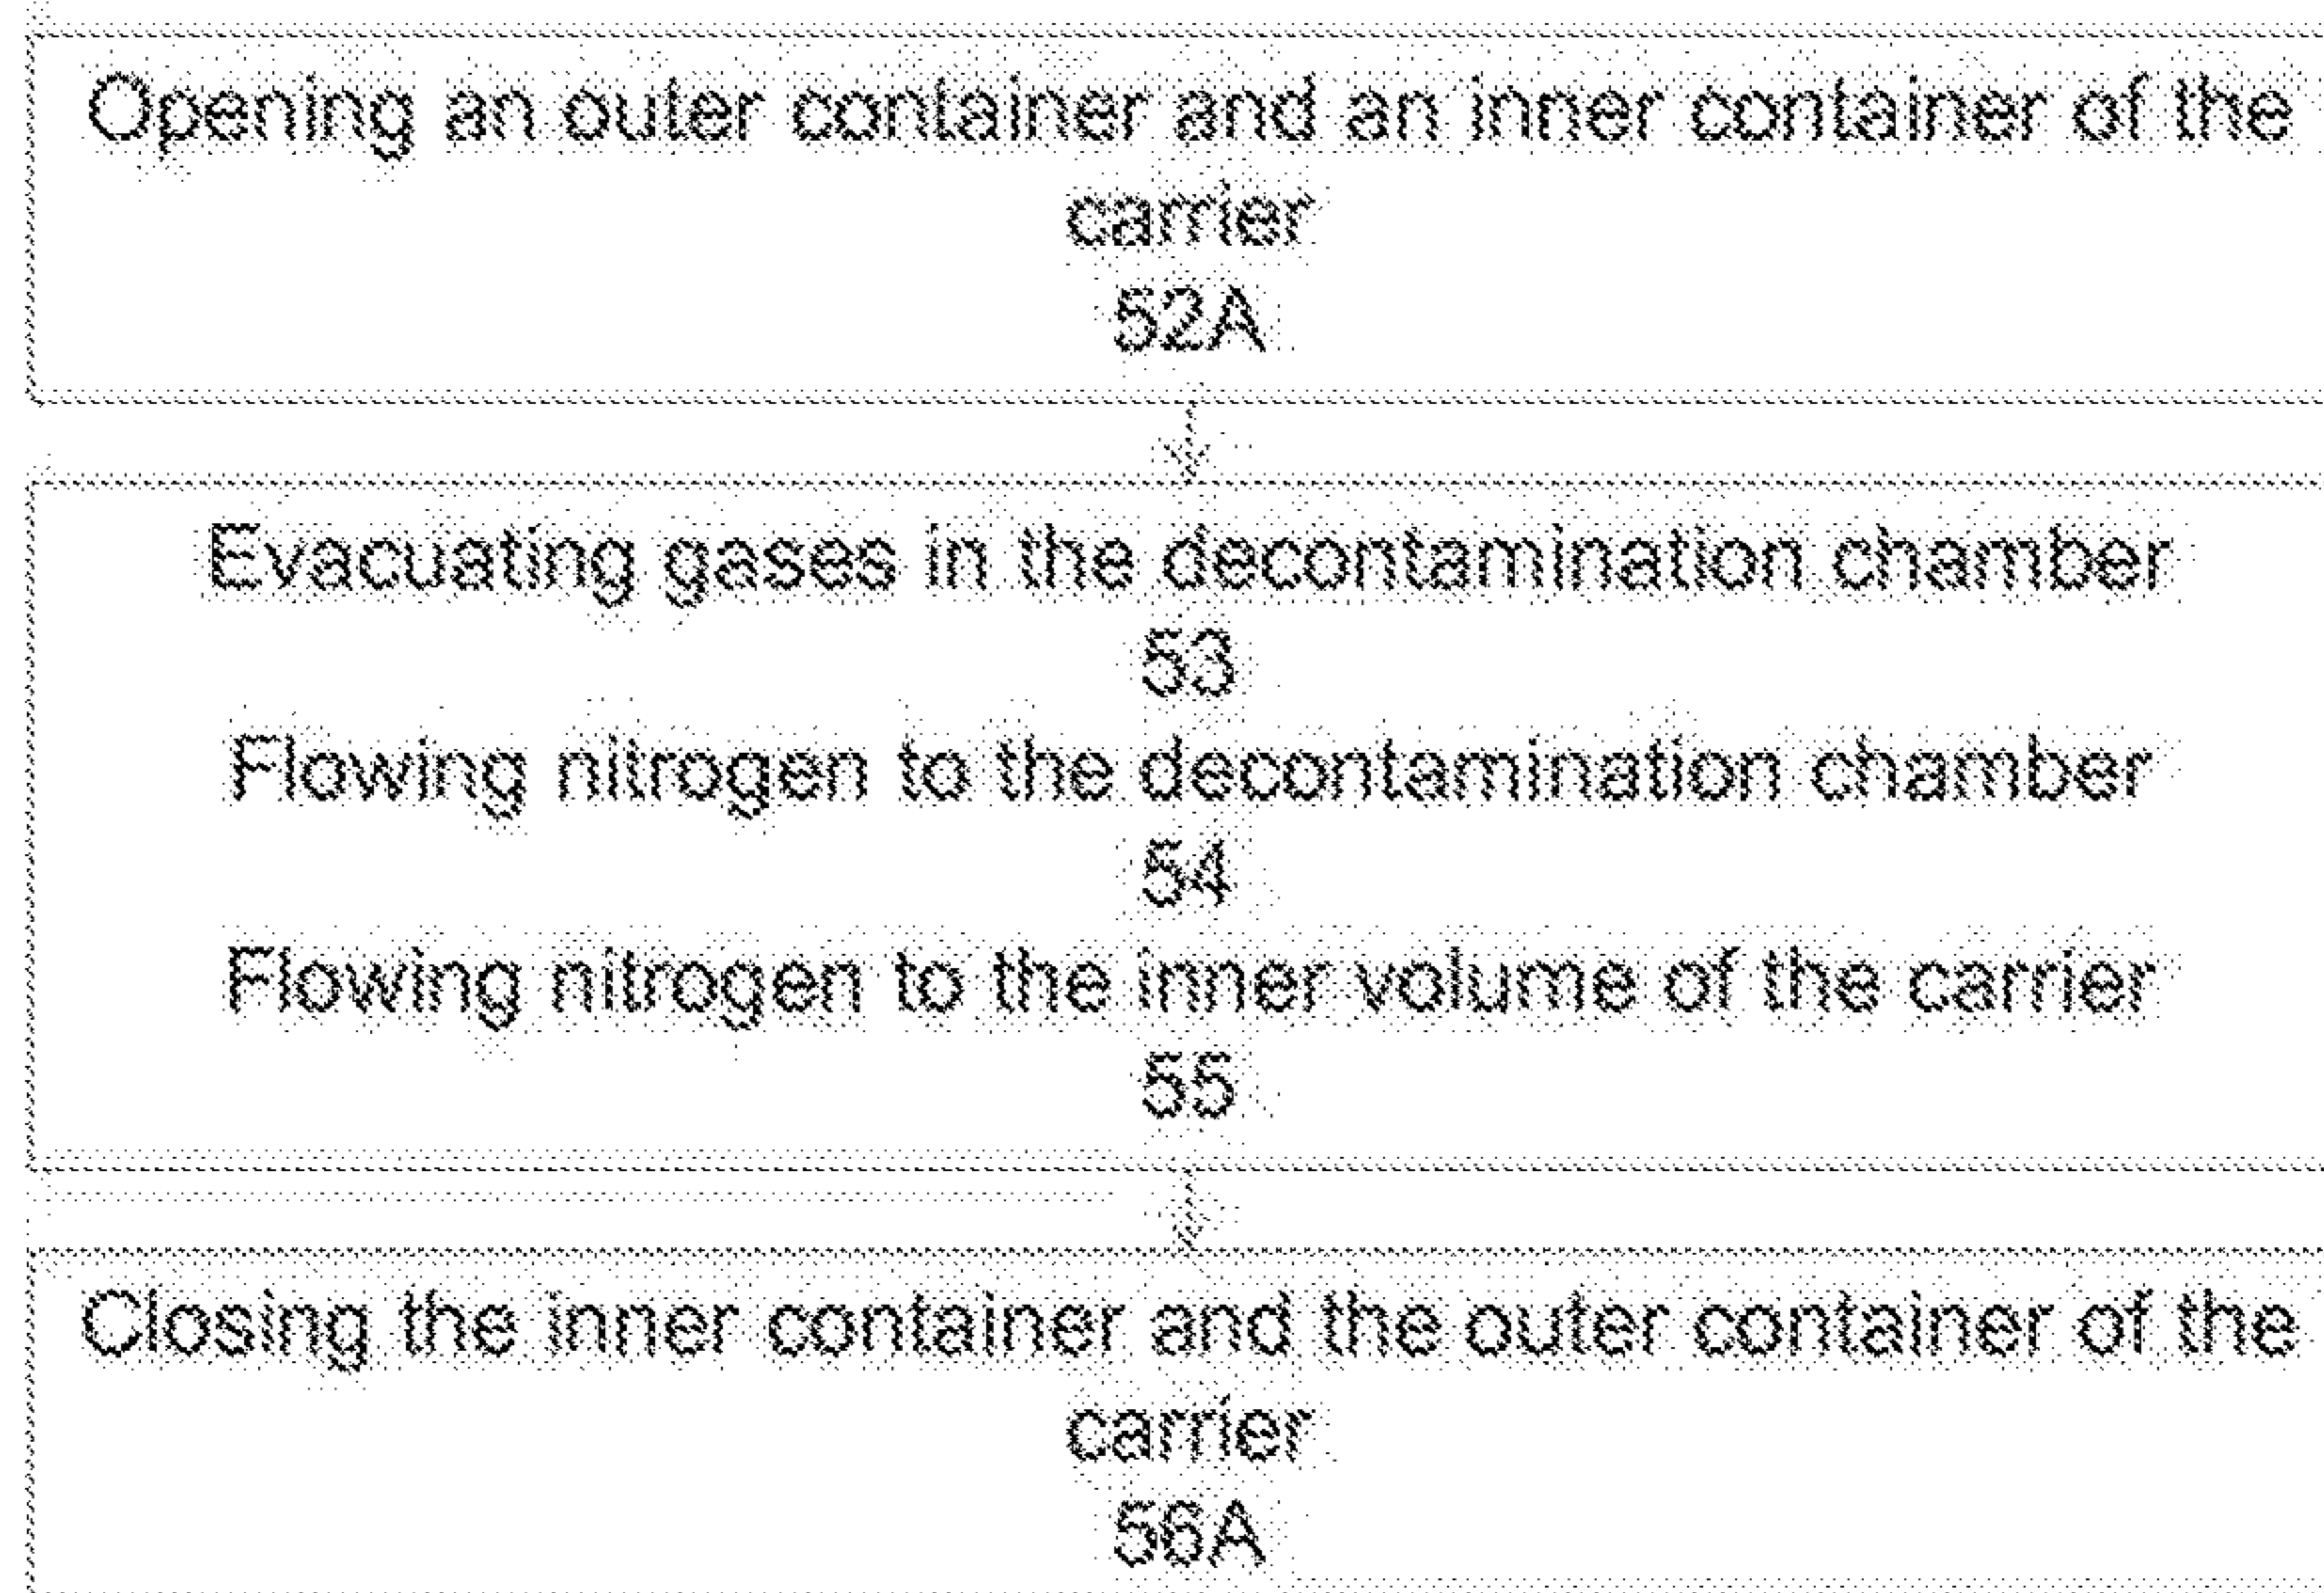 Opening an outer container and an inner container of the
carrier
52A
Evacuating gases in the decontamination chamber
53
Flowing nitrogen to the decontamination chamber
54
Flowing nitrogen to the inner volume of the carrier
55
Closing the inner container and the outer container of the
carrier
56A